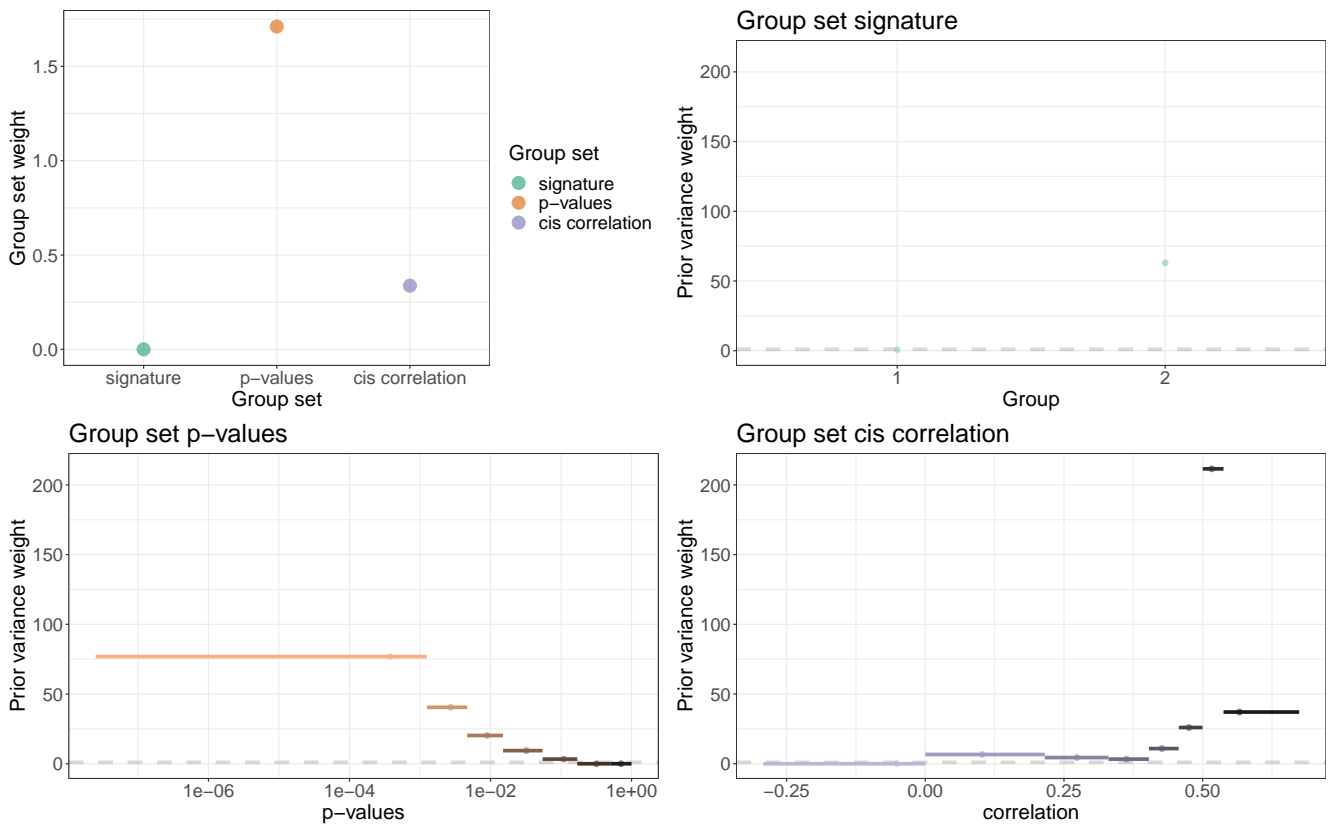 Group set weight
1.5
1.0
0.5
0.0
signature
p−values
cis correlation
Group set
Group set
signature
p−values
cis correlation
Group set signature
Prior variance weight
200
150
100
50
0
1
2
Group
Group set p−values
Prior variance weight
200
150
100
50
0
1e−06
1e−04
1e−02
1e+00
p−values
Group set cis correlation
Prior variance weight
200
150
100
50
0
−0.25
0.00
0.25
0.50
correlation